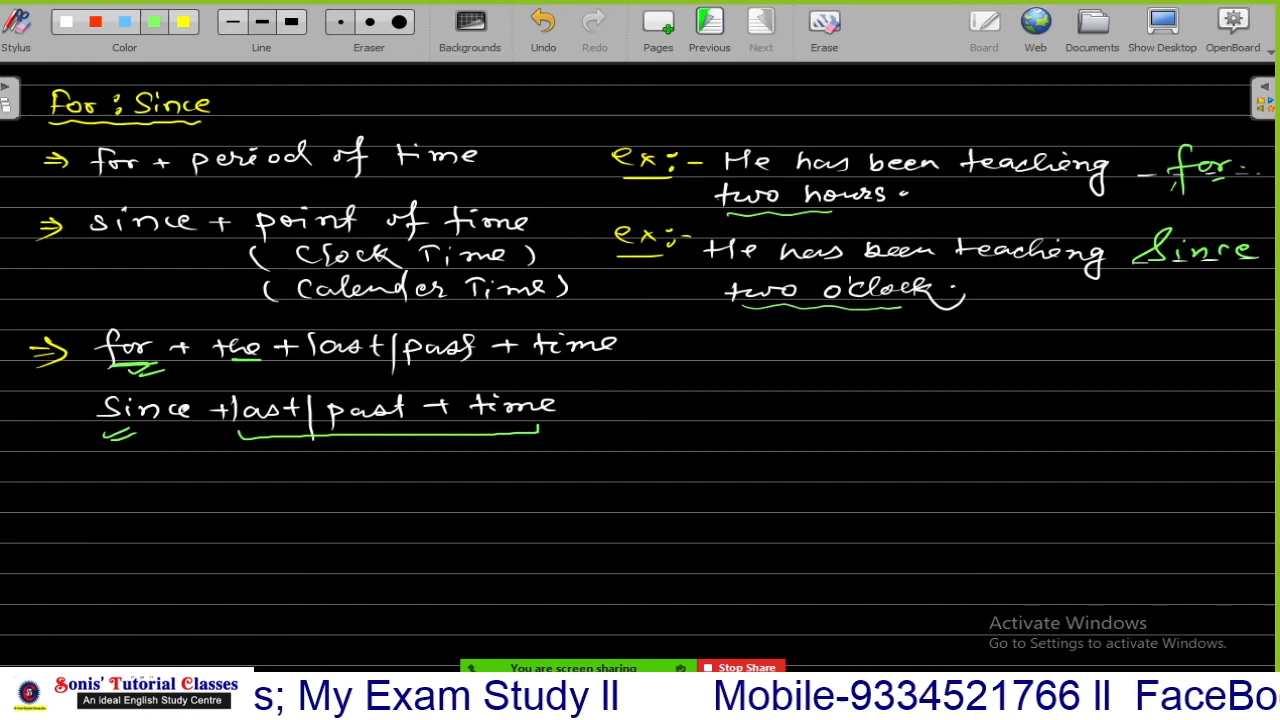 Stylus
Color
Line
Eraser
Backgrounds
Undo
Redo
Pages
Previous
Next
Erase
Board
Web
Documents
Show Desktop
OpenBoard
For : Since
⇒ for + period of time
ex:- He has been teaching - for
two hours.
⇒ since + point of time
(Clock Time)
(Calender Time)
ex:- He has been teaching Since
two o'clock.
⇒ for + the + last|past + time
Since + last|past + time
Activate Windows
Go to Settings to activate Windows.
You are screen sharing
Stop Share
Sonis' Tutorial Classes
An ideal English Study Centre
s; My Exam Study ll Mobile-9334521766 ll FaceBo